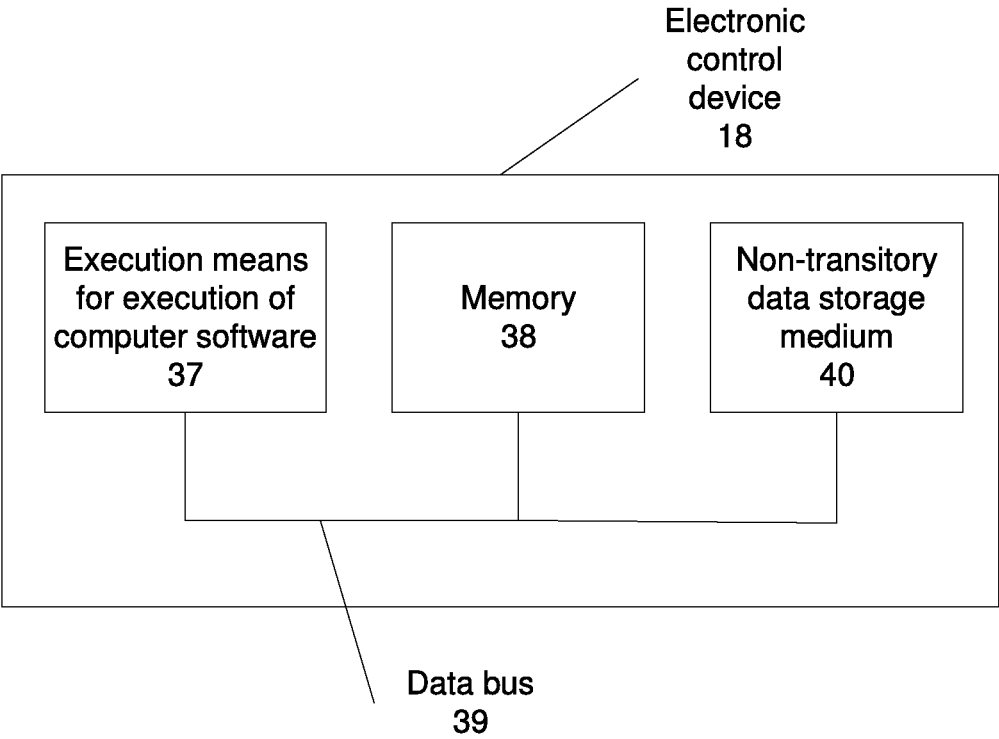 Electronic
control
device
18
Execution means
for execution of
computer software
37
Memory
38
Non-transitory
data storage
medium
40
Data bus
39